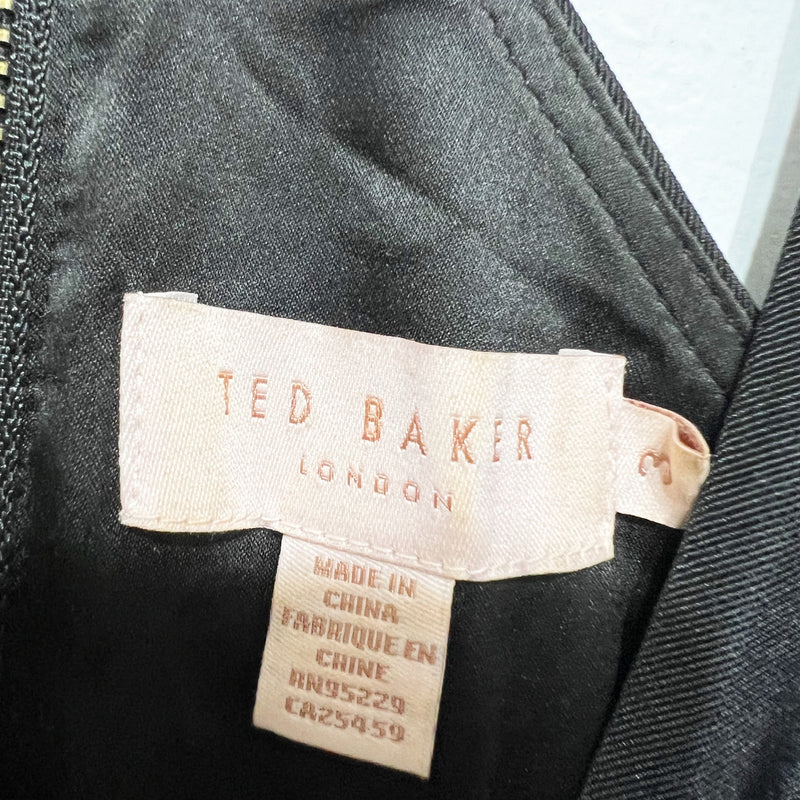 TED BAKER
LONDON
3
MADE IN
CHINA
FABRIQUE EN
CHINE
RN95229
CA25459